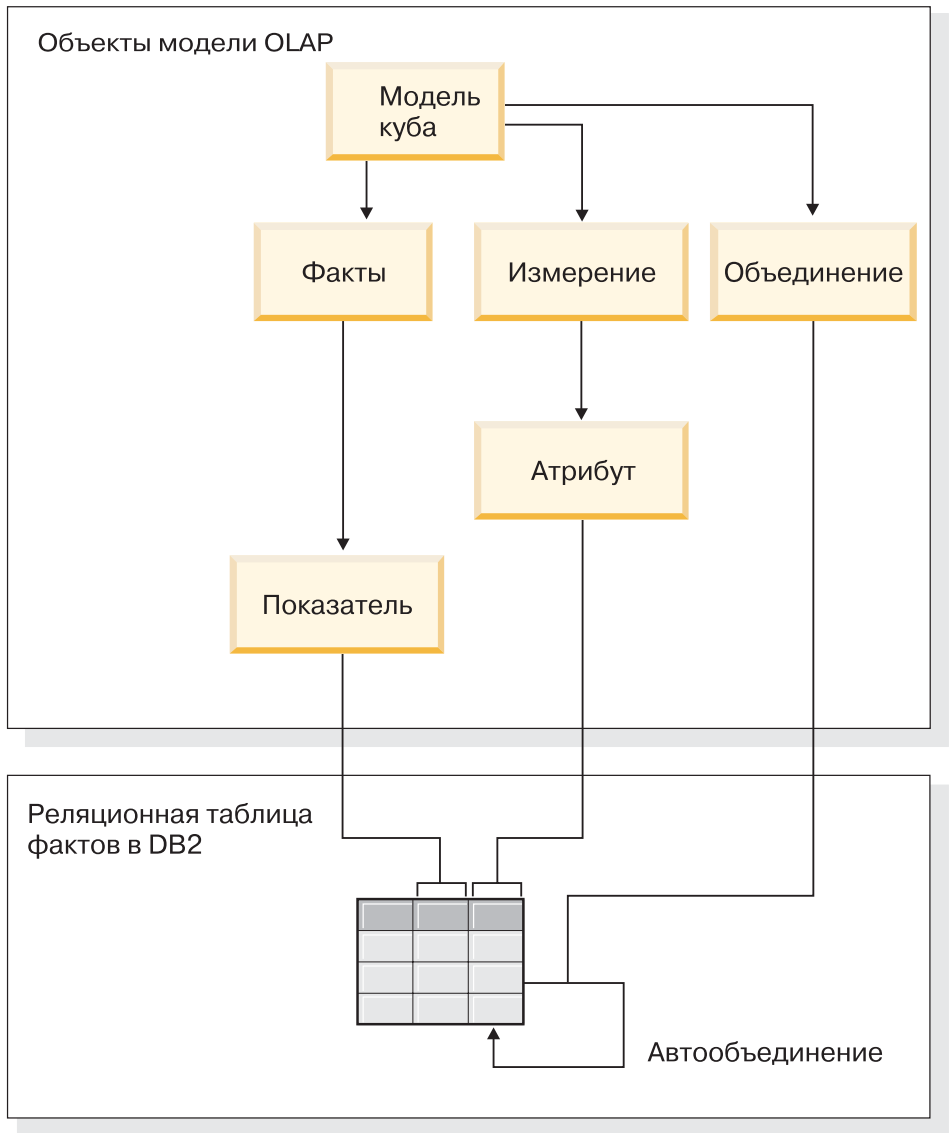 Объекты модели OLAP
Модель
куба
Факты
Измерение
Объединение
Атрибут
Показатель
Реляционная таблица
фактов в DB2
Автообъединение